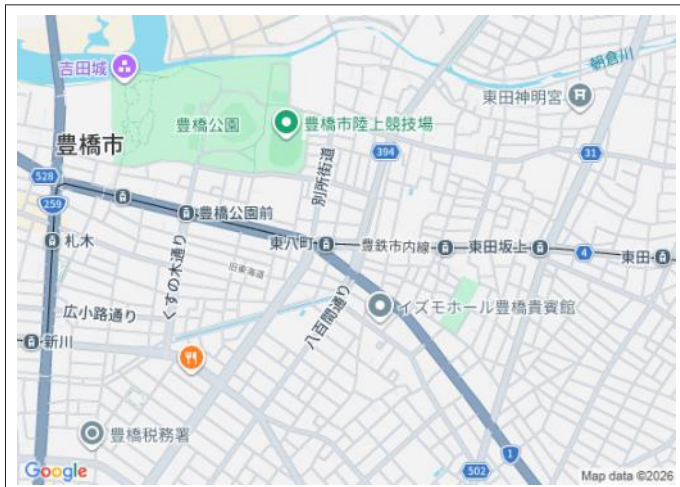 吉田城
朝倉川
東田神明宮
豊橋公園
豊橋市陸上競技場
豊橋市
別所街道
394
31
528
259
豊橋公園前
札木
東八町
豊鉄市内線
東田坂上
4
東田
くすの木通り
旧東海道
広小路通り
八百間通り
イズモホール豊橋貴賓館
新川
豊橋税務署
1
502
Google
Map data ©2026